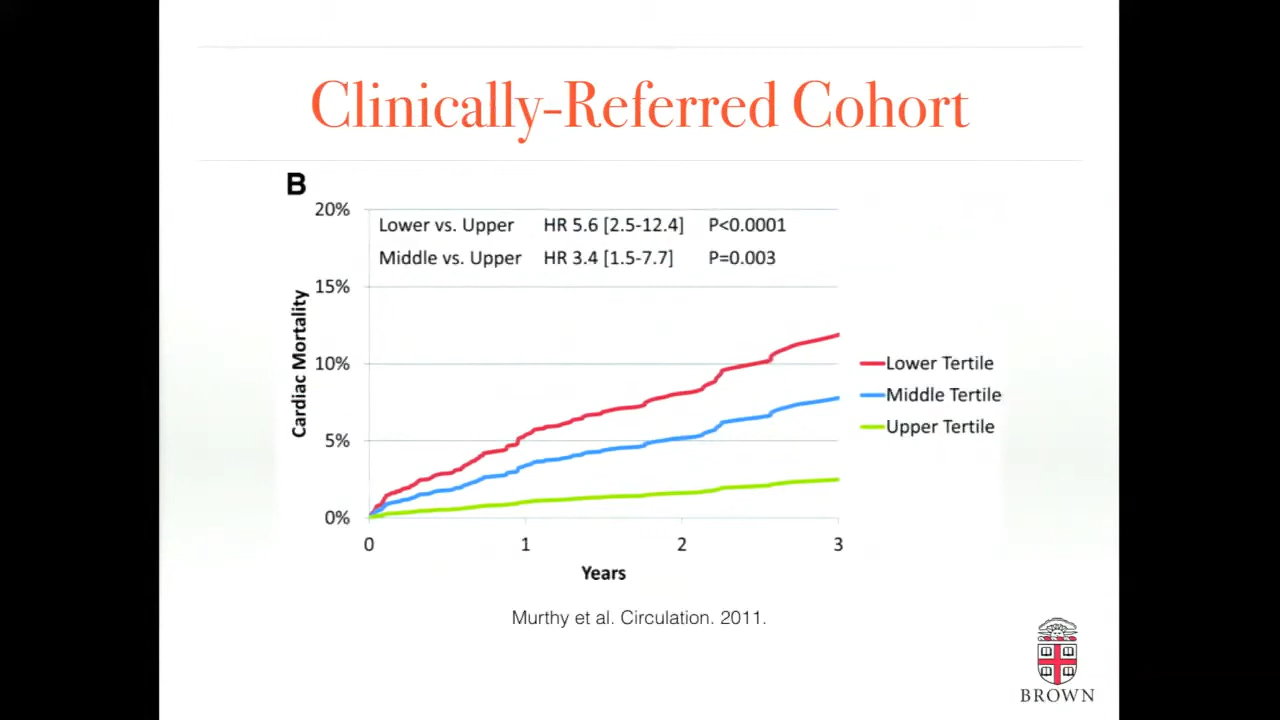 Clinically-Referred Cohort
B
20%
Lower vs. Upper HR 5.6 [2.5-12.4] P<0.0001
Middle vs. Upper HR 3.4 [1.5-7.7] P=0.003
15%
10%
5%
0%
Cardiac Mortality
Lower Tertile
Middle Tertile
Upper Tertile
0 1 2 3
Years
Murthy et al. Circulation. 2011.
BROWN